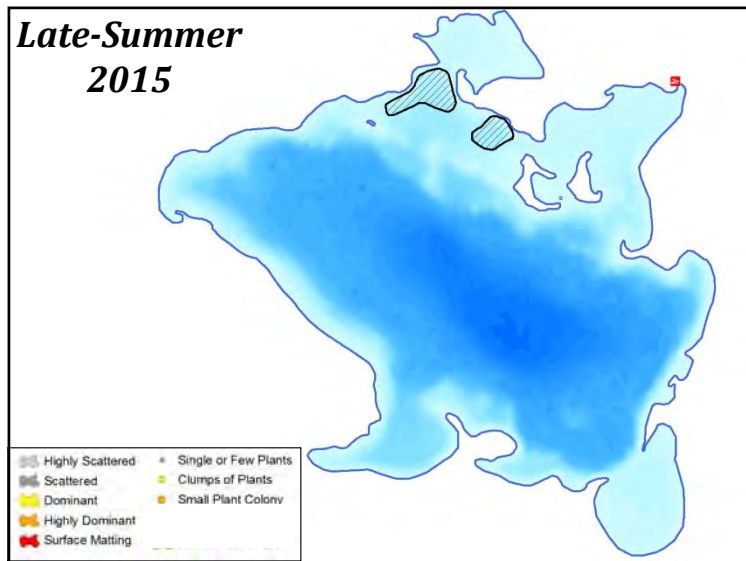 Late-Summer
2015
Highly Scattered
Scattered
Dominant
Highly Dominant
Surface Matting
Single or Few Plants
Clumps of Plants
Small Plant Colony